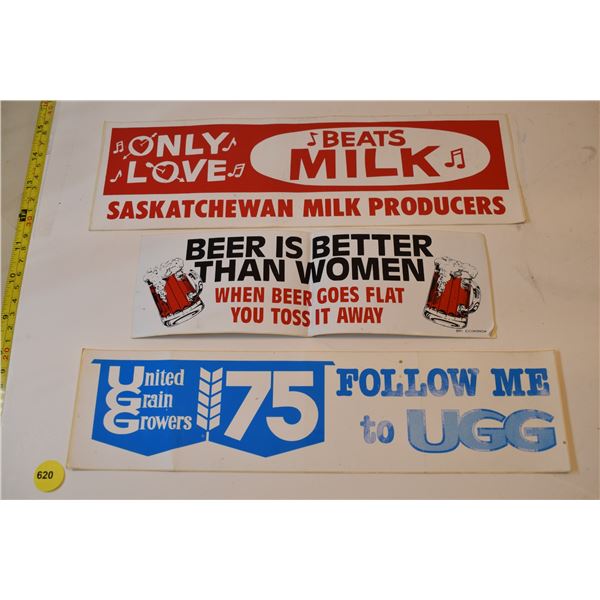 ONLY LOVE
BEATS MILK
SASKATCHEWAN MILK PRODUCERS
BEER IS BETTER
THAN WOMEN
WHEN BEER GOES FLAT
YOU TOSS IT AWAY
United
Grain
Growers
75
FOLLOW ME
to UGG
620